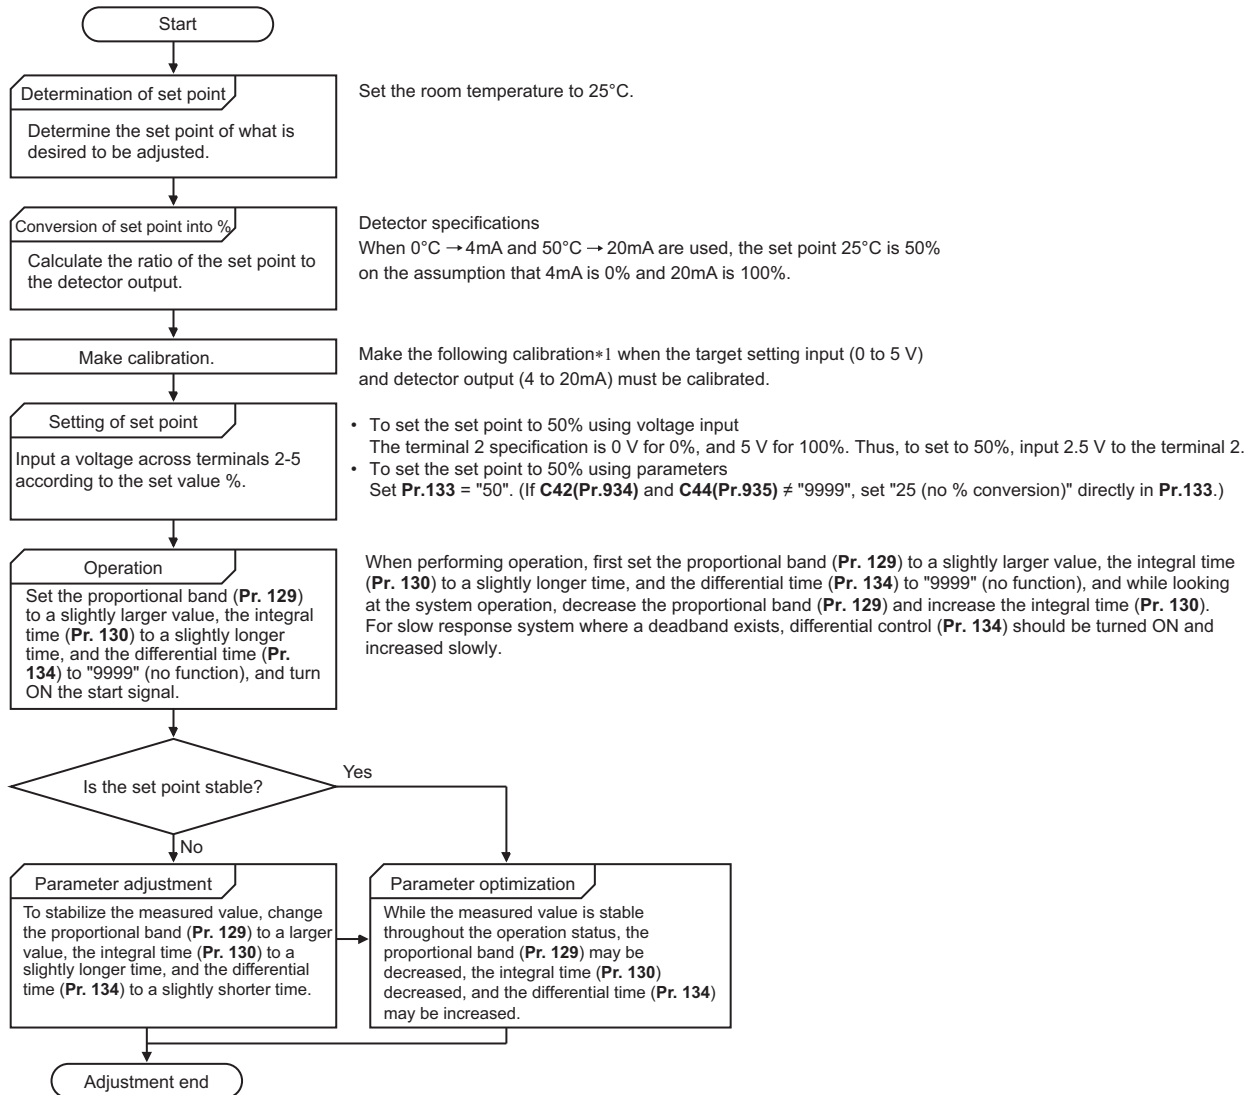 Start
Determination of set point
Determine the set point of what is
desired to be adjusted.
Set the room temperature to 25°C.
Conversion of set point into %
Calculate the ratio of the set point to
the detector output.
Detector specifications
When 0°C →4mA and 50°C →20mA are used, the set point 25°C is 50%
on the assumption that 4mA is 0% and 20mA is 100%.
Make calibration.
Make the following calibration*1 when the target setting input (0 to 5 V)
and detector output (4 to 20mA) must be calibrated.
Setting of set point
Input a voltage across terminals 2-5
according to the set value %.
• To set the set point to 50% using voltage input
The terminal 2 specification is 0 V for 0%, and 5 V for 100%. Thus, to set to 50%, input 2.5 V to the terminal 2.
• To set the set point to 50% using parameters
Set Pr.133 = "50". (If C42(Pr.934) and C44(Pr.935) ≠ "9999", set "25 (no % conversion)" directly in Pr.133.)
Operation
Set the proportional band (Pr. 129)
to a slightly larger value, the integral
time (Pr. 130) to a slightly longer
time, and the differential time (Pr.
134) to "9999" (no function), and turn
ON the start signal.
When performing operation, first set the proportional band (Pr. 129) to a slightly larger value, the integral time
(Pr. 130) to a slightly longer time, and the differential time (Pr. 134) to "9999" (no function), and while looking
at the system operation, decrease the proportional band (Pr. 129) and increase the integral time (Pr. 130).
For slow response system where a deadband exists, differential control (Pr. 134) should be turned ON and
increased slowly.
Is the set point stable?
Yes
No
Parameter adjustment
To stabilize the measured value, change
the proportional band (Pr. 129) to a larger
value, the integral time (Pr. 130) to a
slightly longer time, and the differential
time (Pr. 134) to a slightly shorter time.
Parameter optimization
While the measured value is stable
throughout the operation status, the
proportional band (Pr. 129) may be
decreased, the integral time (Pr. 130)
decreased, and the differential time (Pr. 134)
may be increased.
Adjustment end